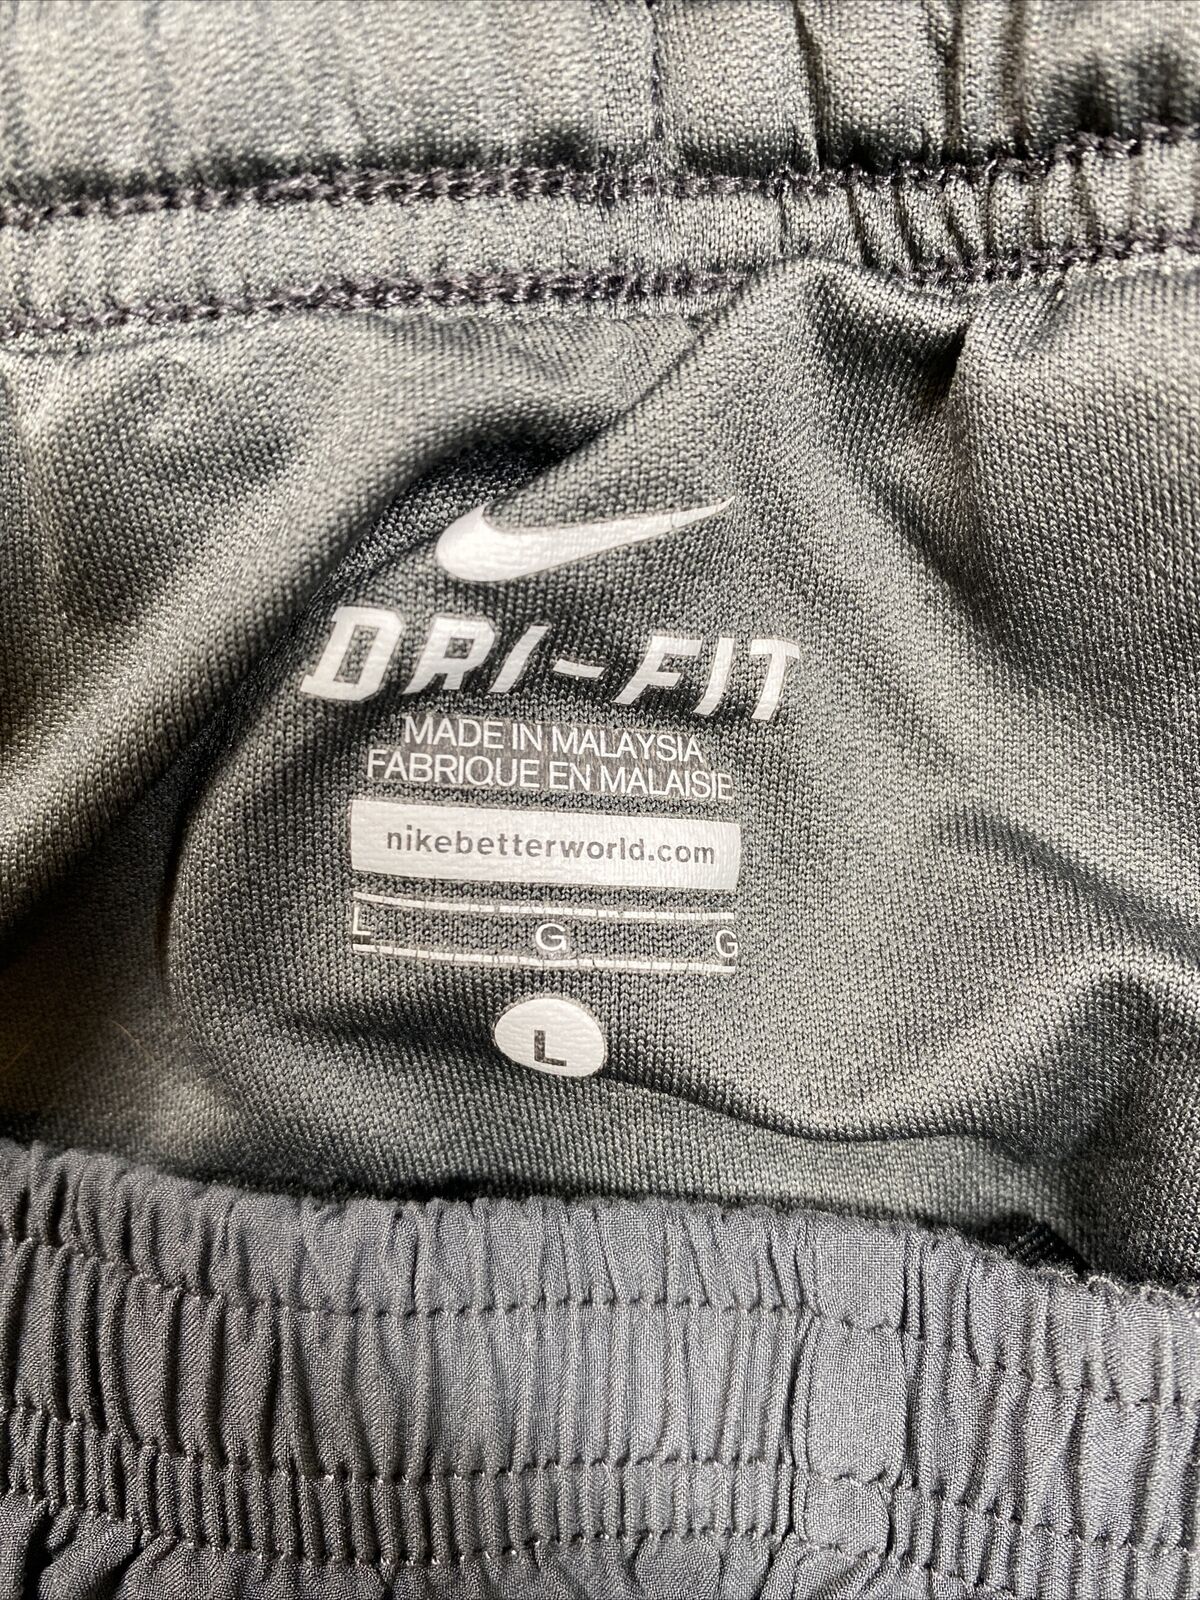 DRI-FIT
MADE IN MALAYSIA
FABRIQUE EN MALAISIE
nikebetterworld.com
L G G
L